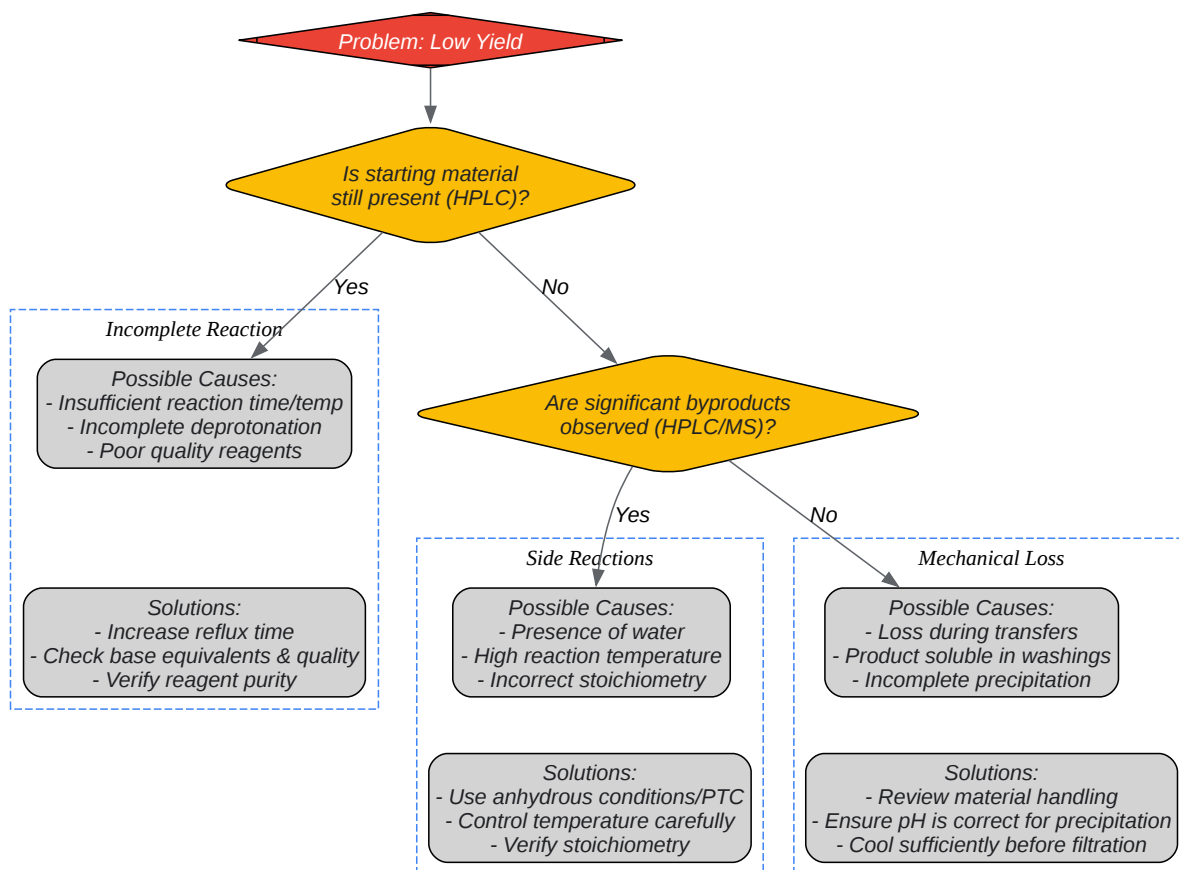 Problem: Low Yield
Is starting material
still present (HPLC)?
Yes
No
Incomplete Reaction
Possible Causes:
- Insufficient reaction time/temp
- Incomplete deprotonation
- Poor quality reagents
Solutions:
- Increase reflux time
- Check base equivalents & quality
- Verify reagent purity
Are significant byproducts
observed (HPLC/MS)?
Yes
No
Side Reactions
Possible Causes:
- Presence of water
- High reaction temperature
- Incorrect stoichiometry
Solutions:
- Use anhydrous conditions/PTC
- Control temperature carefully
- Verify stoichiometry
Mechanical Loss
Possible Causes:
- Loss during transfers
- Product soluble in washings
- Incomplete precipitation
Solutions:
- Review material handling
- Ensure pH is correct for precipitation
- Cool sufficiently before filtration